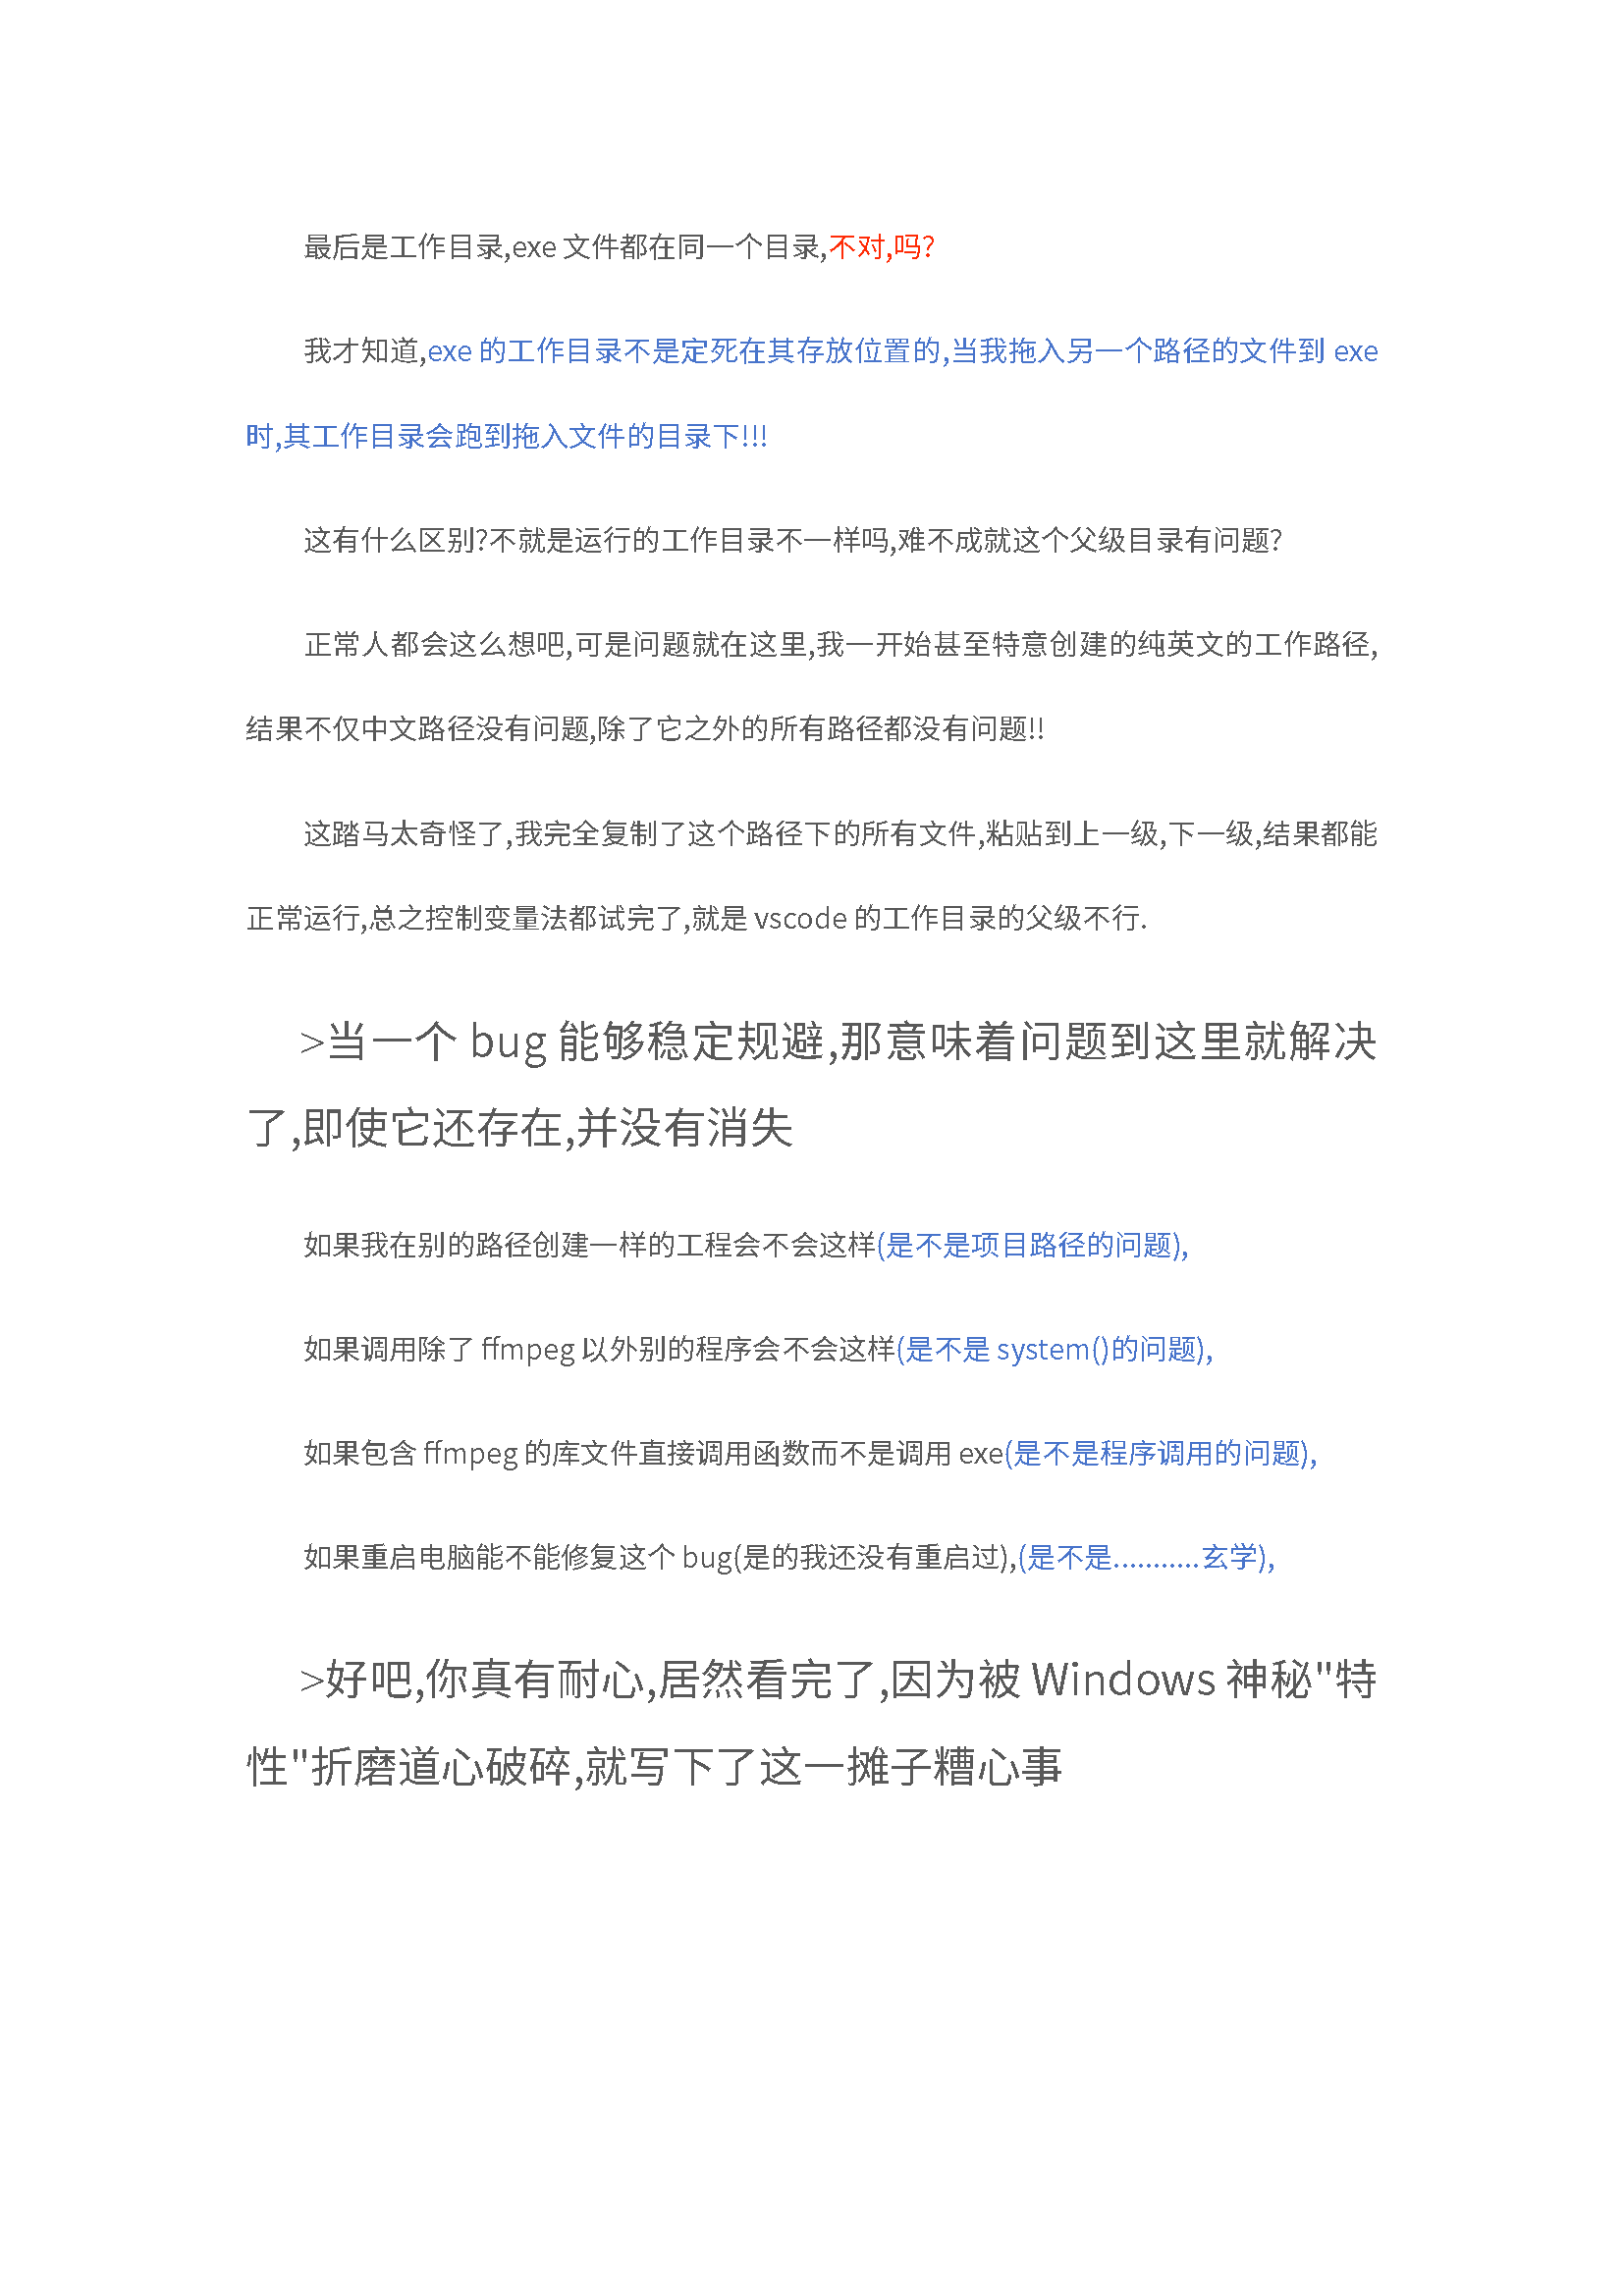 最后是工作目录,exe 文件都在同一个目录,不对,吗?
我才知道,exe 的工作目录不是定死在其存放位置的,当我拖入另一个路径的文件到 exe
时,其工作目录会跑到拖入文件的目录下!!!
这有什么区别?不就是运行的工作目录不一样吗,难不成就这个父级目录有问题?
正常人都会这么想吧,可是问题就在这里,我一开始甚至特意创建的纯英文的工作路径,
结果不仅中文路径没有问题,除了它之外的所有路径都没有问题!!
这踏马太奇怪了,我完全复制了这个路径下的所有文件,粘贴到上一级,下一级,结果都能
正常运行,总之控制变量法都试完了,就是 vscode 的工作目录的父级不行.
>当一个 bug 能够稳定规避,那意味着问题到这里就解决
了,即使它还存在,并没有消失
如果我在别的路径创建一样的工程会不会这样(是不是项目路径的问题),
如果调用除了 ffmpeg 以外别的程序会不会这样(是不是 system()的问题),
如果包含 ffmpeg 的库文件直接调用函数而不是调用 exe(是不是程序调用的问题),
如果重启电脑能不能修复这个 bug(是的我还没有重启过),(是不是...........玄学),
>好吧,你真有耐心,居然看完了,因为被 Windows 神秘"特
性"折磨道心破碎,就写下了这一摊子糟心事